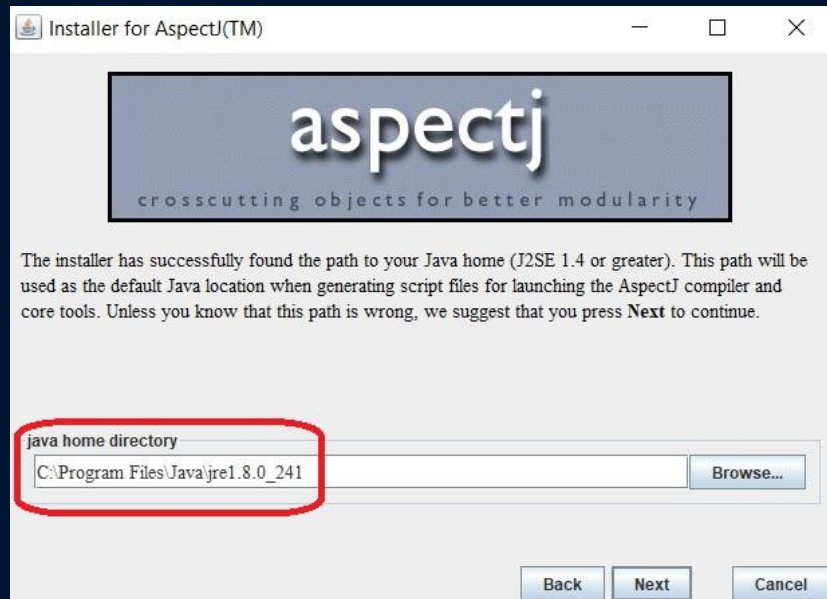 Installer for AspectJ(TM)
aspectj
crosscutting objects for better modularity
The installer has successfully found the path to your Java home (J2SE 1.4 or greater). This path will
be used as the default Java location when generating script files for launching the AspectJ compiler and
core tools. Unless you know that this path is wrong, we suggest that you press Next to continue.
java home directory
C:\Program Files\Java\jre1.8.0_241
Browse...
Back Next Cancel